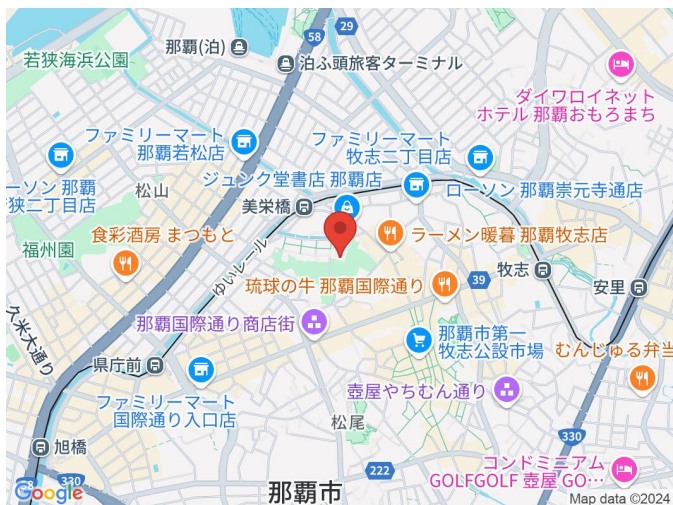 29
58
那覇(泊)
若狭海浜公園
泊ふ頭旅客ターミナル
ダイワロイネット
ホテル 那覇おもろまち
ファミリーマート
那覇若松店
ファミリーマート
牧志二丁目店
ーソン 那覇
狭二丁目店
松山
ジュンク堂書店 那覇店
ローソン 那覇崇元寺通店
美栄橋
福州園
食彩酒房 まつもと
ゆいレール
ラーメン暖暮 那覇牧志店
琉球の牛 那覇国際通り
39
牧志
安里
久米大通り
那覇国際通り商店街
那覇市第一
牧志公設市場
県庁前
むんじゅる弁当
ファミリーマート
国際通り入口店
壺屋やちむん通り
松尾
旭橋
330
222
330
コンドミニアム
GOLFGOLF 壺屋 GO…
那覇市
Google
Map data ©2024